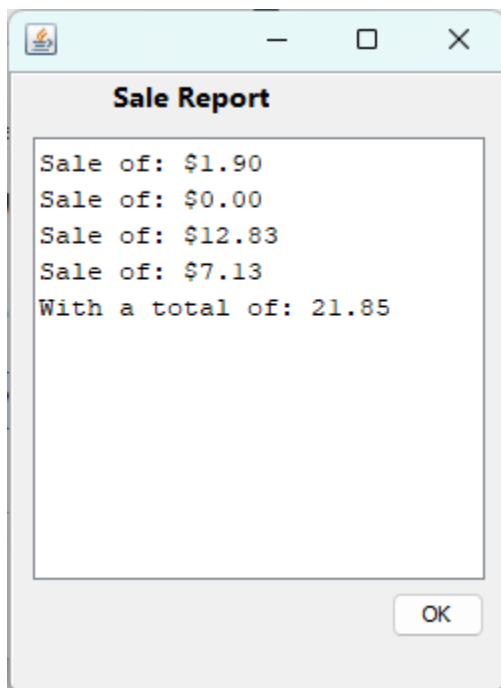 Sale Report
Sale of: $1.90
Sale of: $0.00
Sale of: $12.83
Sale of: $7.13
With a total of: 21.85
OK